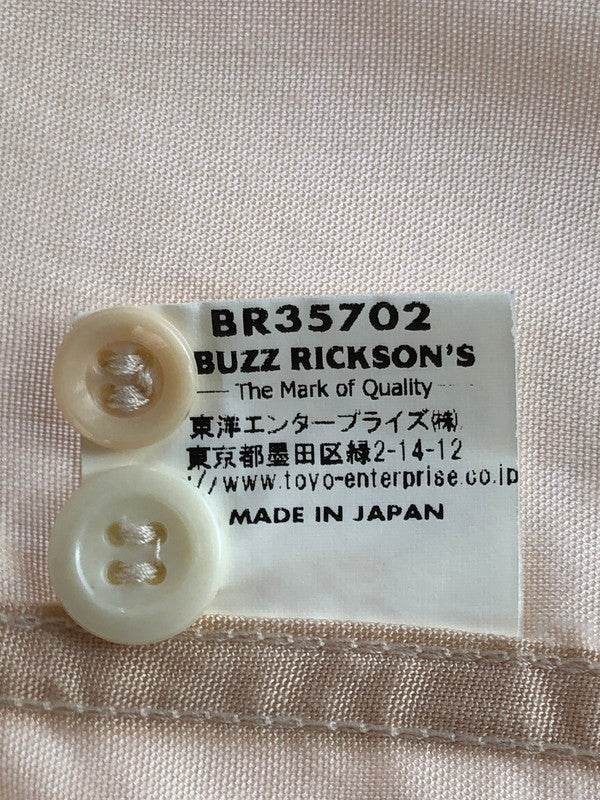 BR35702
BUZZ RICKSON'S
The Mark of Quality
東洋エンタープライズ㈱
東京都墨田区緑2-14-12
://www.toyo-enterprise.co.jp
MADE IN JAPAN